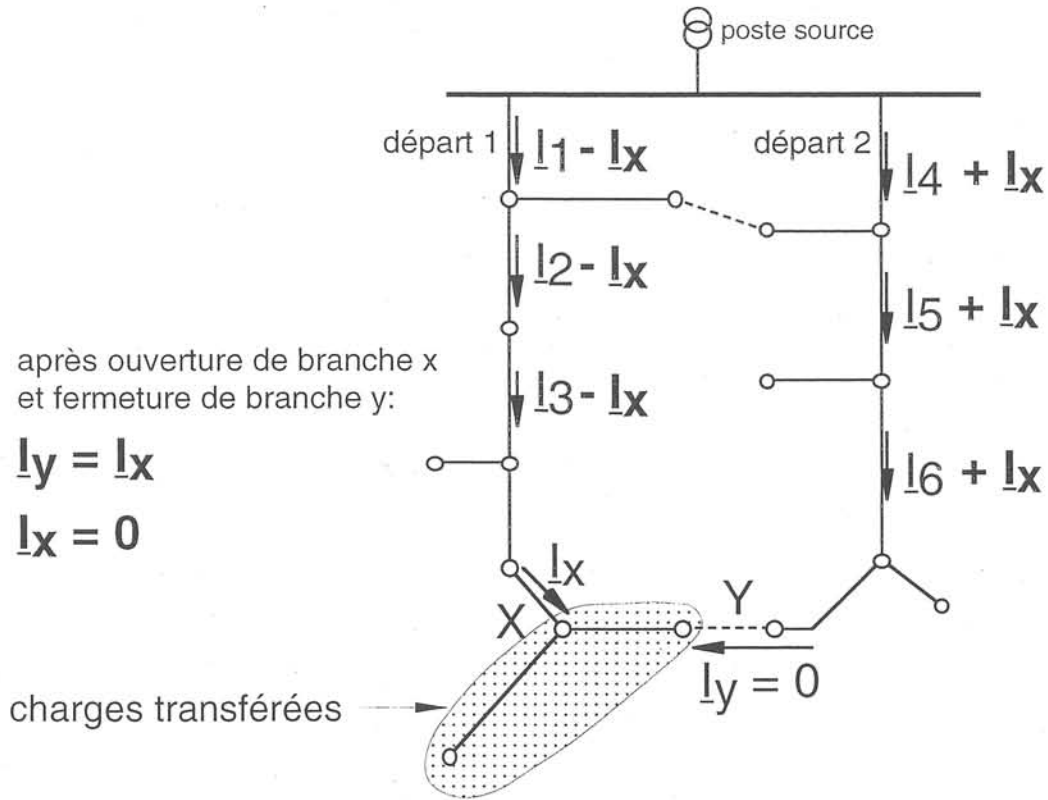 poste source
départ 1
I1 - Ix
départ 2
I4 + Ix
I2 - Ix
I5 + Ix
après ouverture de branche x
et fermeture de branche y:
I3 - Ix
Iy = Ix
I6 + Ix
Ix = 0
Ix
X
Y
Iy = 0
charges transférées